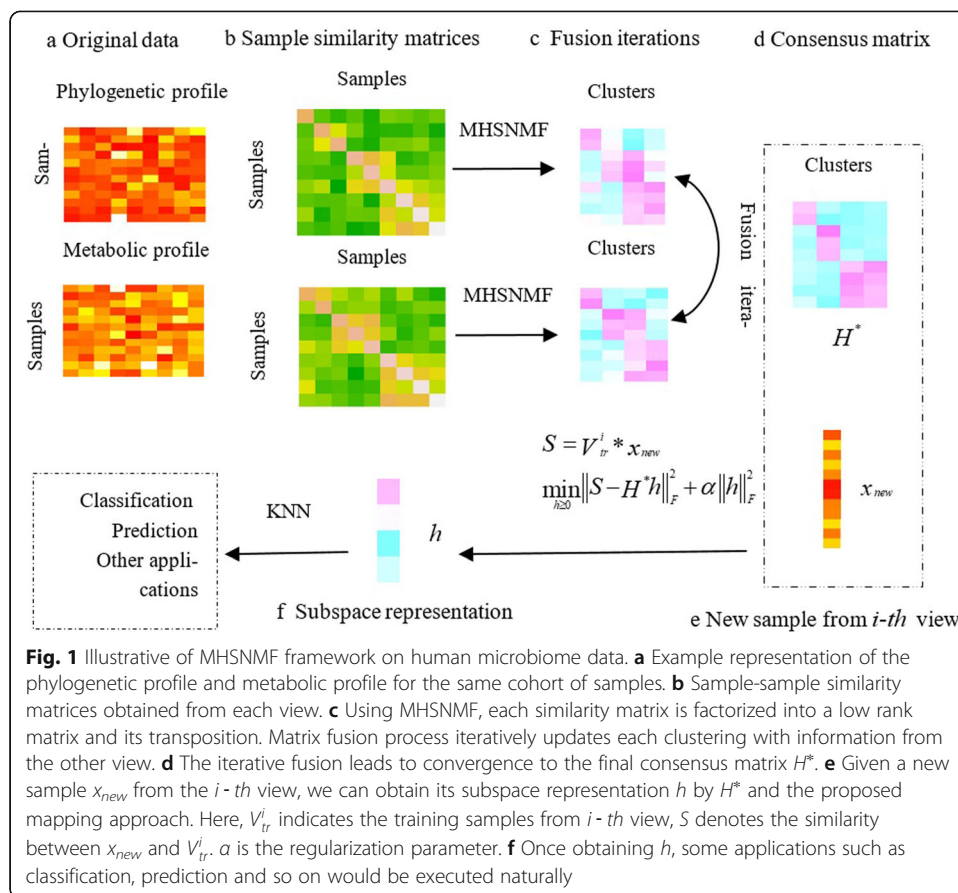 a Original data
b Sample similarity matrices
c Fusion iterations
d Consensus matrix
Phylogenetic profile
Sam-
Metabolic profile
Samples
Samples
Samples
Samples
Samples
MHSNMF
MHSNMF
Clusters
Clusters
Fusion
itera-
Clusters
H*
S = V_tr^i * x_new
min_{h≥0} ||S − H*h||_F^2 + α||h||_F^2
x_new
e New sample from i-th view
h
f Subspace representation
KNN
Classification
Prediction
Other appli-
cations
Fig. 1 Illustrative of MHSNMF framework on human microbiome data. a Example representation of the
phylogenetic profile and metabolic profile for the same cohort of samples. b Sample-sample similarity
matrices obtained from each view. c Using MHSNMF, each similarity matrix is factorized into a low rank
matrix and its transposition. Matrix fusion process iteratively updates each clustering with information from
the other view. d The iterative fusion leads to convergence to the final consensus matrix H*. e Given a new
sample x_new from the i - th view, we can obtain its subspace representation h by H* and the proposed
mapping approach. Here, V_tr^i indicates the training samples from i - th view, S denotes the similarity
between x_new and V_tr^i. α is the regularization parameter. f Once obtaining h, some applications such as
classification, prediction and so on would be executed naturally